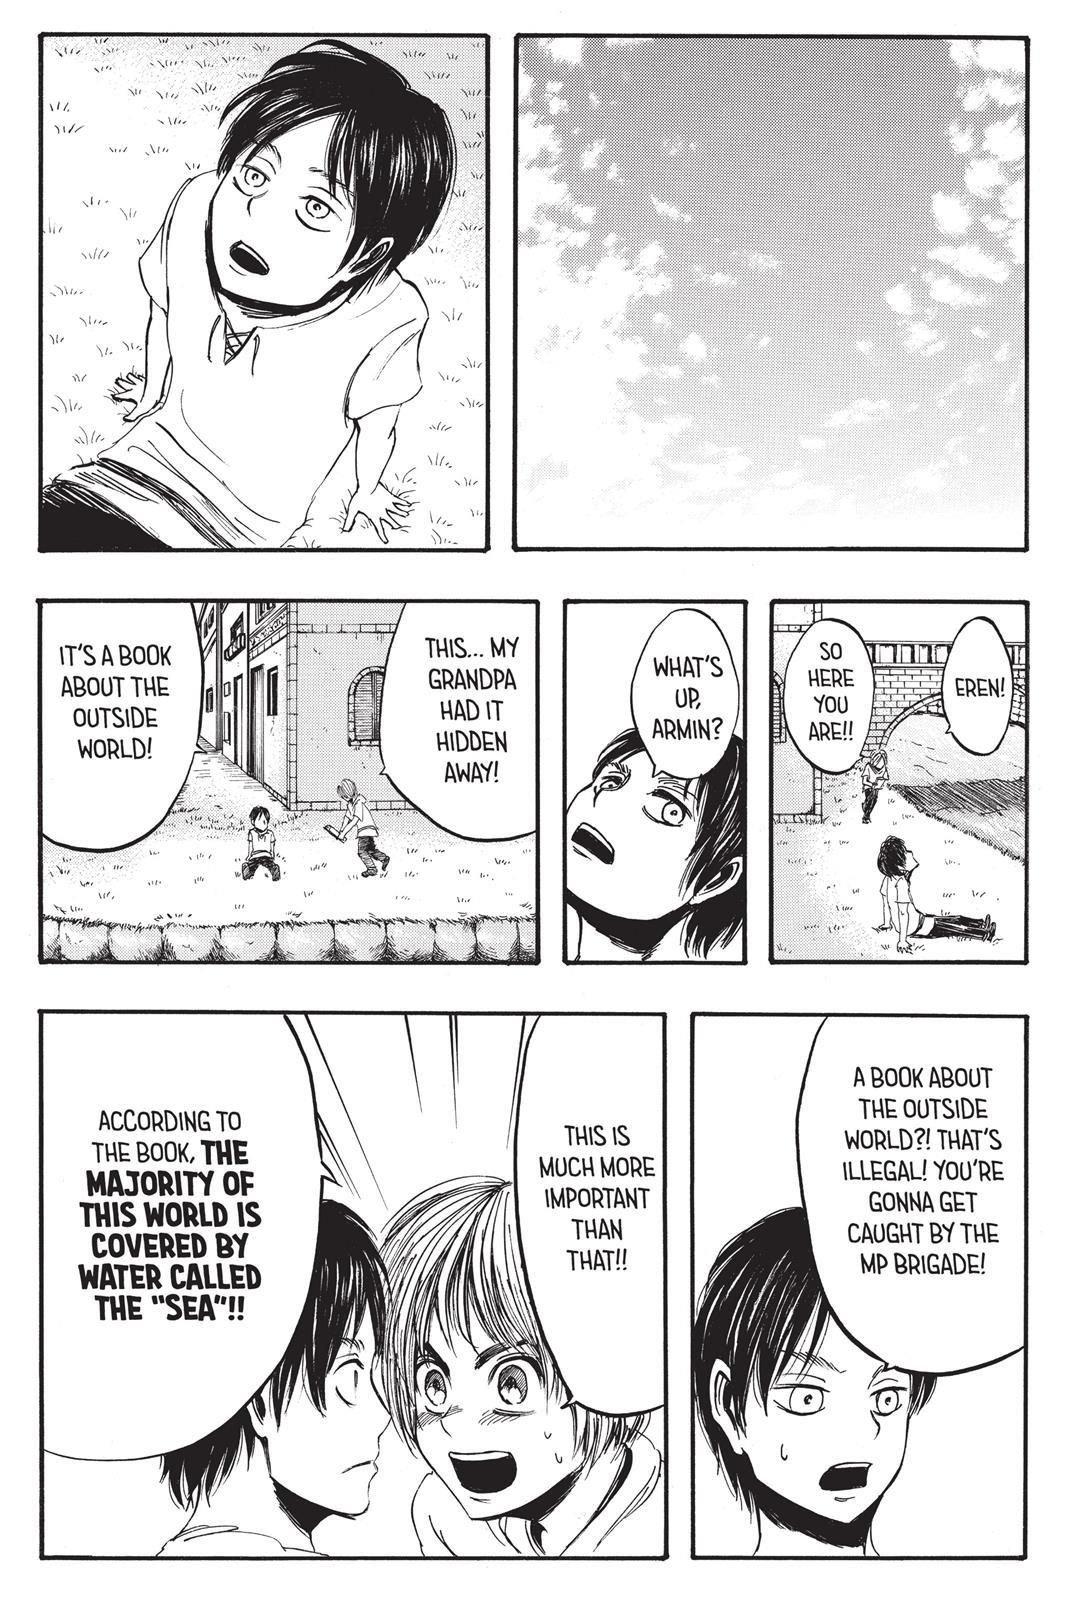 EREN!
SO
HERE
YOU
ARE!!
WHAT'S
UP,
ARMIN?
THIS... MY
GRANDPA
HAD IT
HIDDEN
AWAY!
IT'S A BOOK
ABOUT THE
OUTSIDE
WORLD!
A BOOK ABOUT
THE OUTSIDE
WORLD?! THAT'S
ILLEGAL! YOU'RE
GONNA GET
CAUGHT BY THE
MP BRIGADE!
THIS IS
MUCH MORE
IMPORTANT
THAN
THAT!!
ACCORDING TO
THE BOOK, THE
MAJORITY OF
THIS WORLD IS
COVERED BY
WATER CALLED
THE "SEA"!!